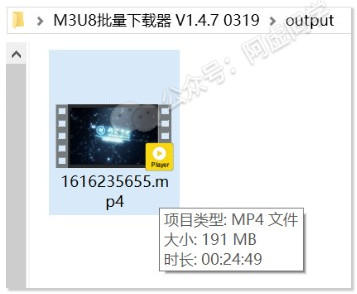 M3U8批量下载器 V1.4.7 0319 > output
公众号：阿虚同学
Player
1616235655.m
p4
项目类型: MP4 文件
大小: 191 MB
时长: 00:24:49